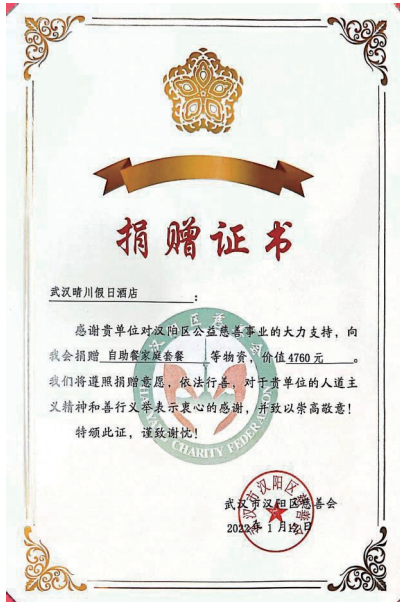 捐赠证书
武汉晴川假日酒店:
感谢贵单位对汉阳区公益慈善事业的大力支持，向
我会捐赠 自助餐家庭套餐 等物资，价值4760元。
我们将遵照捐赠意愿，依法行善，对于贵单位的人道主
义精神和善行义举表示衷心的感谢，并致以崇高敬意！
特颁此证，谨致谢忱！
CHARITY FEDERATION
武汉市汉阳区慈善会
2022年1月12日